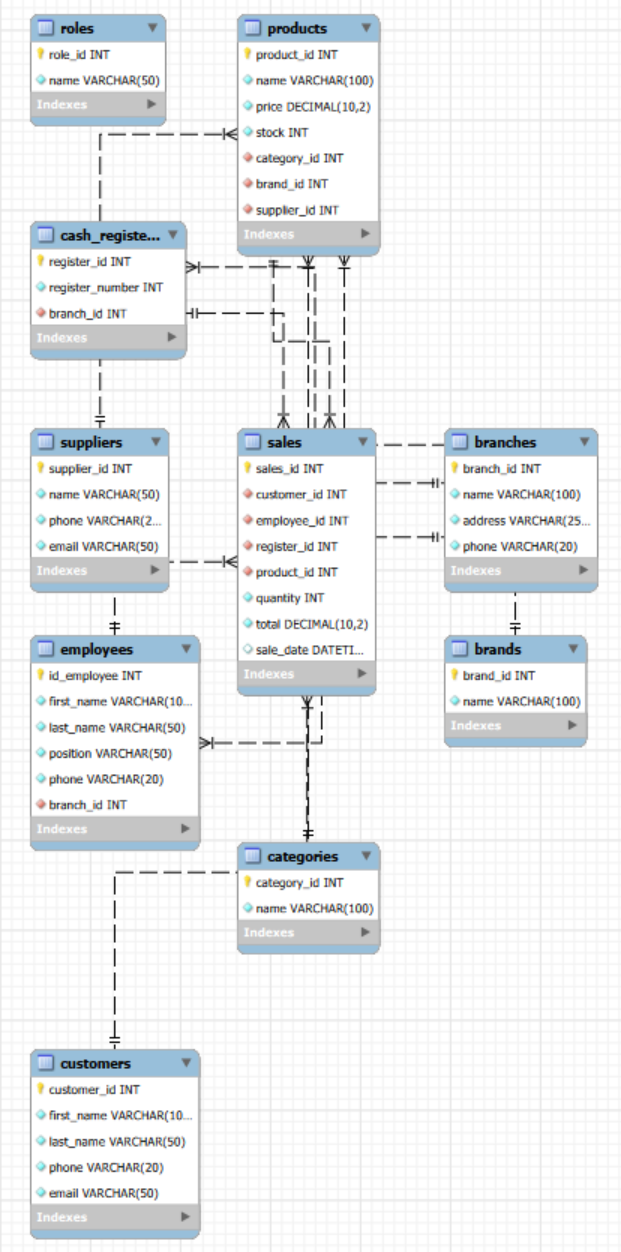 roles
role_id INT
name VARCHAR(50)
Indexes
products
product_id INT
name VARCHAR(100)
price DECIMAL(10,2)
stock INT
category_id INT
brand_id INT
supplier_id INT
Indexes
cash_registe...
register_id INT
register_number INT
branch_id INT
Indexes
suppliers
supplier_id INT
name VARCHAR(50)
phone VARCHAR(2...
email VARCHAR(50)
Indexes
sales
sales_id INT
customer_id INT
employee_id INT
register_id INT
product_id INT
quantity INT
total DECIMAL(10,2)
sale_date DATETI...
Indexes
branches
branch_id INT
name VARCHAR(100)
address VARCHAR(25...
phone VARCHAR(20)
Indexes
employees
id_employee INT
first_name VARCHAR(10...
last_name VARCHAR(50)
position VARCHAR(50)
phone VARCHAR(20)
branch_id INT
Indexes
brands
brand_id INT
name VARCHAR(100)
Indexes
categories
category_id INT
name VARCHAR(100)
Indexes
customers
customer_id INT
first_name VARCHAR(10...
last_name VARCHAR(50)
phone VARCHAR(20)
email VARCHAR(50)
Indexes